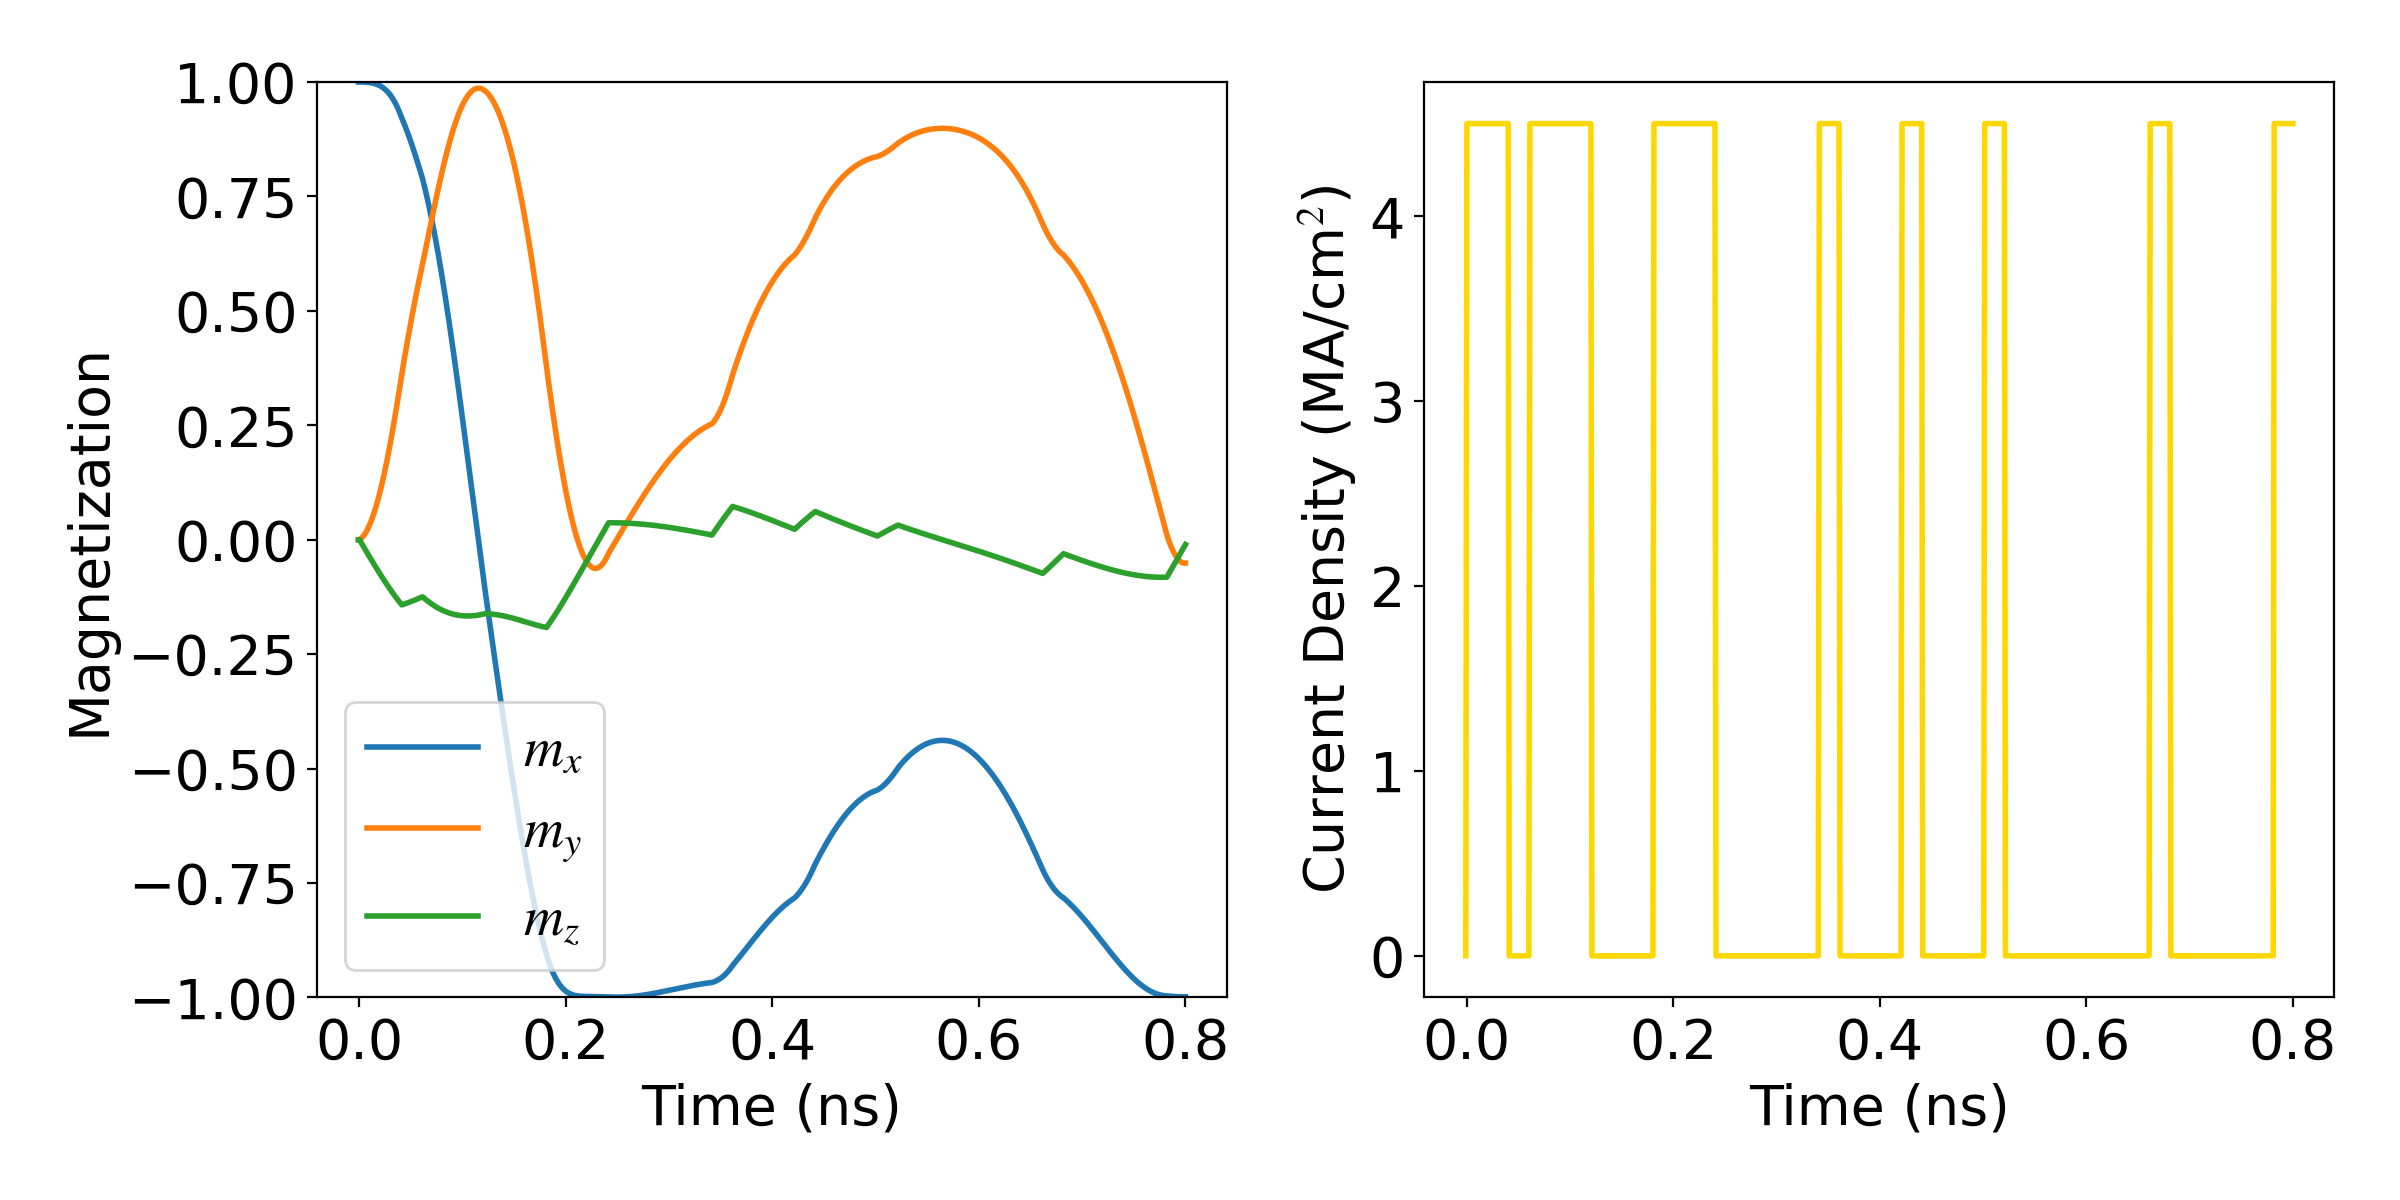 1.00
0.75
0.50
0.25
0.00
−0.25
−0.50
−0.75
−1.00
Magnetization
0.0 0.2 0.4 0.6 0.8
Time (ns)
m_x
m_y
m_z
4
3
2
1
0
Current Density (MA/cm²)
0.0 0.2 0.4 0.6 0.8
Time (ns)